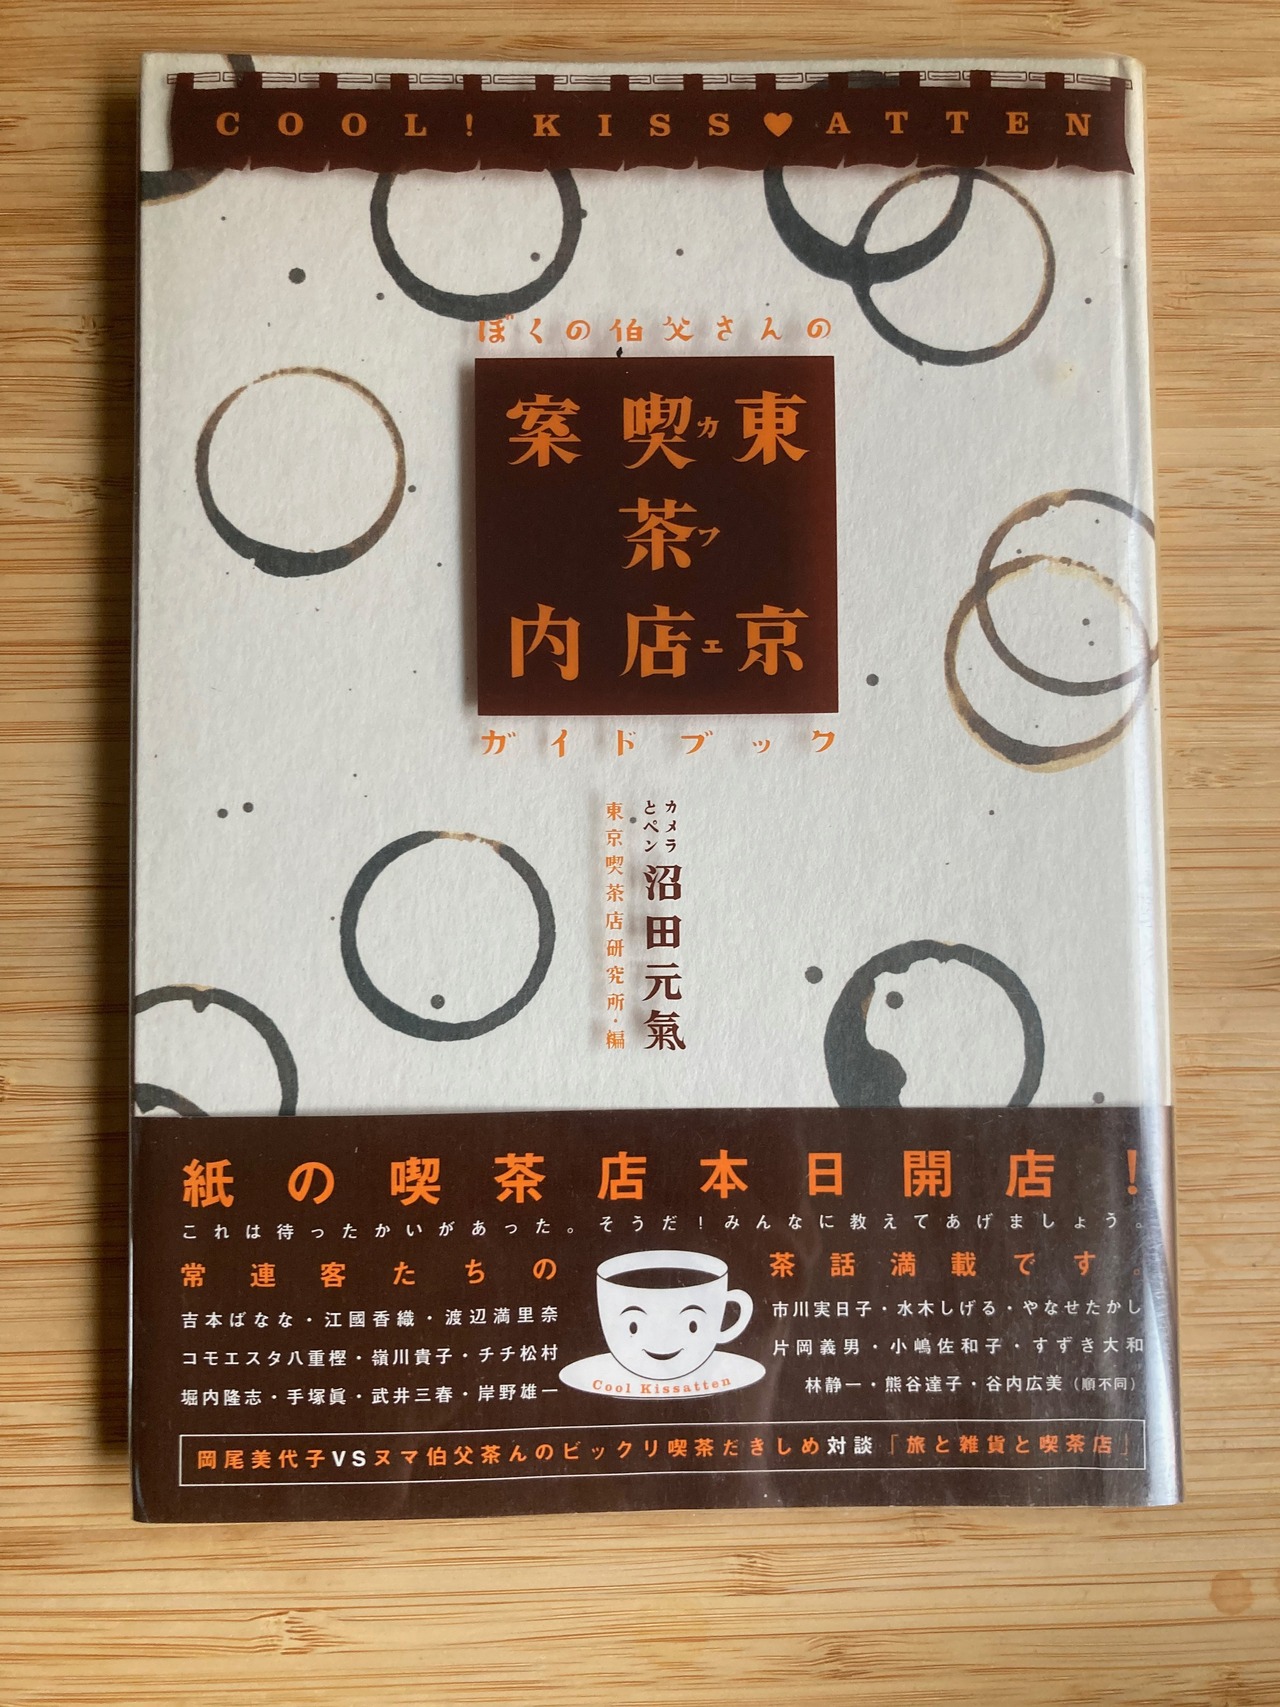 COOL! KISS♥ATTEN
ぼくの伯父さんの
東京
喫茶店
カフェ
案内
ガイドブック
カメラとペン 沼田元氣
東京喫茶店研究所・編
紙の喫茶店本日開店!
これは待ったかいがあった。そうだ!みんなに教えてあげましょう。
常連客たちの
茶話満載です。
吉本ばなな・江國香織・渡辺満里奈
コモエスタ八重樫・嶺川貴子・チチ松村
堀内隆志・手塚眞・武井三春・岸野雄一
市川実日子・水木しげる・やなせたかし
片岡義男・小嶋佐和子・すずき大和
林静一・熊谷達子・谷内広美(順不同)
Cool Kissatten
岡尾美代子VSヌマ伯父茶んのビックリ喫茶だきしめ対談「旅と雑貨と喫茶店」